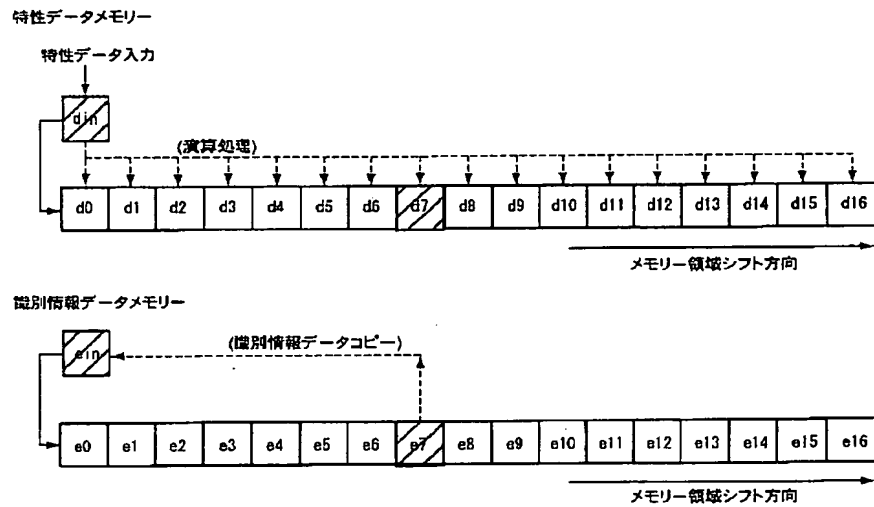 特性データメモリー
特性データ入力
din
(演算処理)
d0 d1 d2 d3 d4 d5 d6 d7 d8 d9 d10 d11 d12 d13 d14 d15 d16
メモリー領域シフト方向
識別情報データメモリー
ein
(識別情報データコピー)
e0 e1 e2 e3 e4 e5 e6 e7 e8 e9 e10 e11 e12 e13 e14 e15 e16
メモリー領域シフト方向